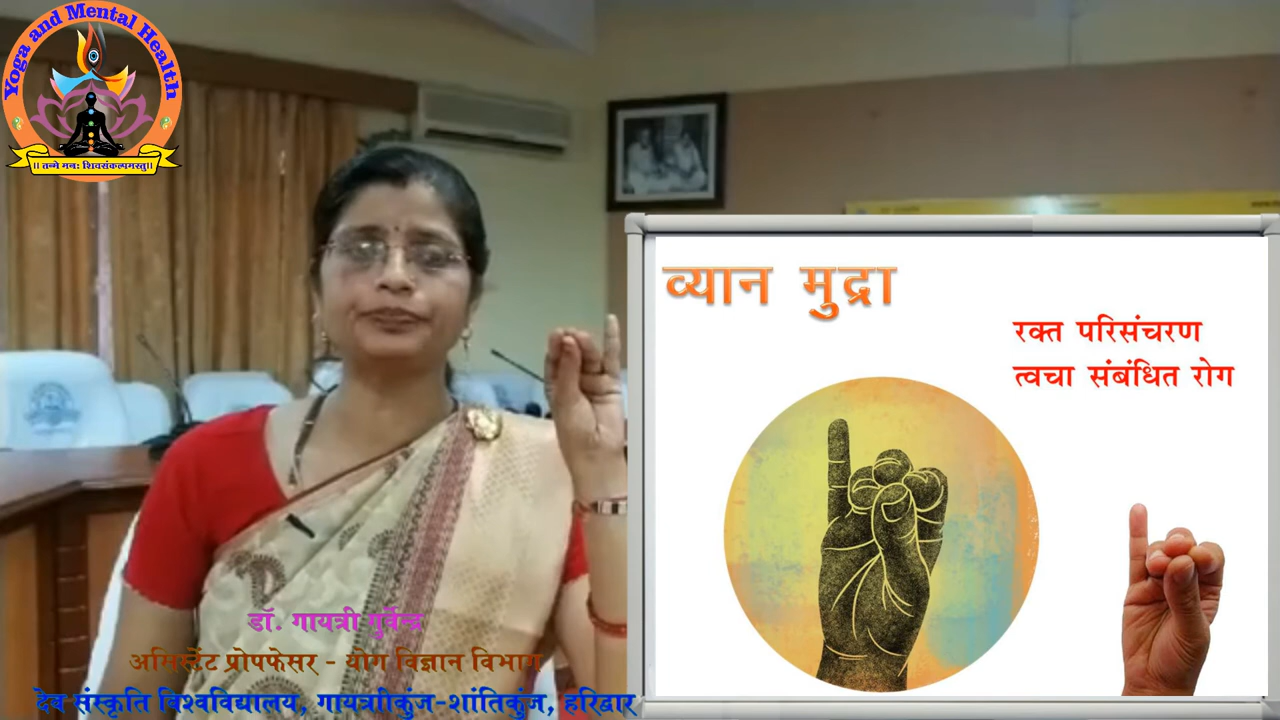 Yoga and Mental Health
।। तन्मे मनः शिवसंकल्पमस्तु।।
व्यान मुद्रा
रक्त परिसंचरण
त्वचा संबंधित रोग
डॉ. गायत्री गुर्वेन्द्र
असिस्टेंट प्रोपफेसर - योग विज्ञान विभाग
देव संस्कृति विश्वविद्यालय, गायत्राीकुंज-शांतिकुंज, हरिद्वार